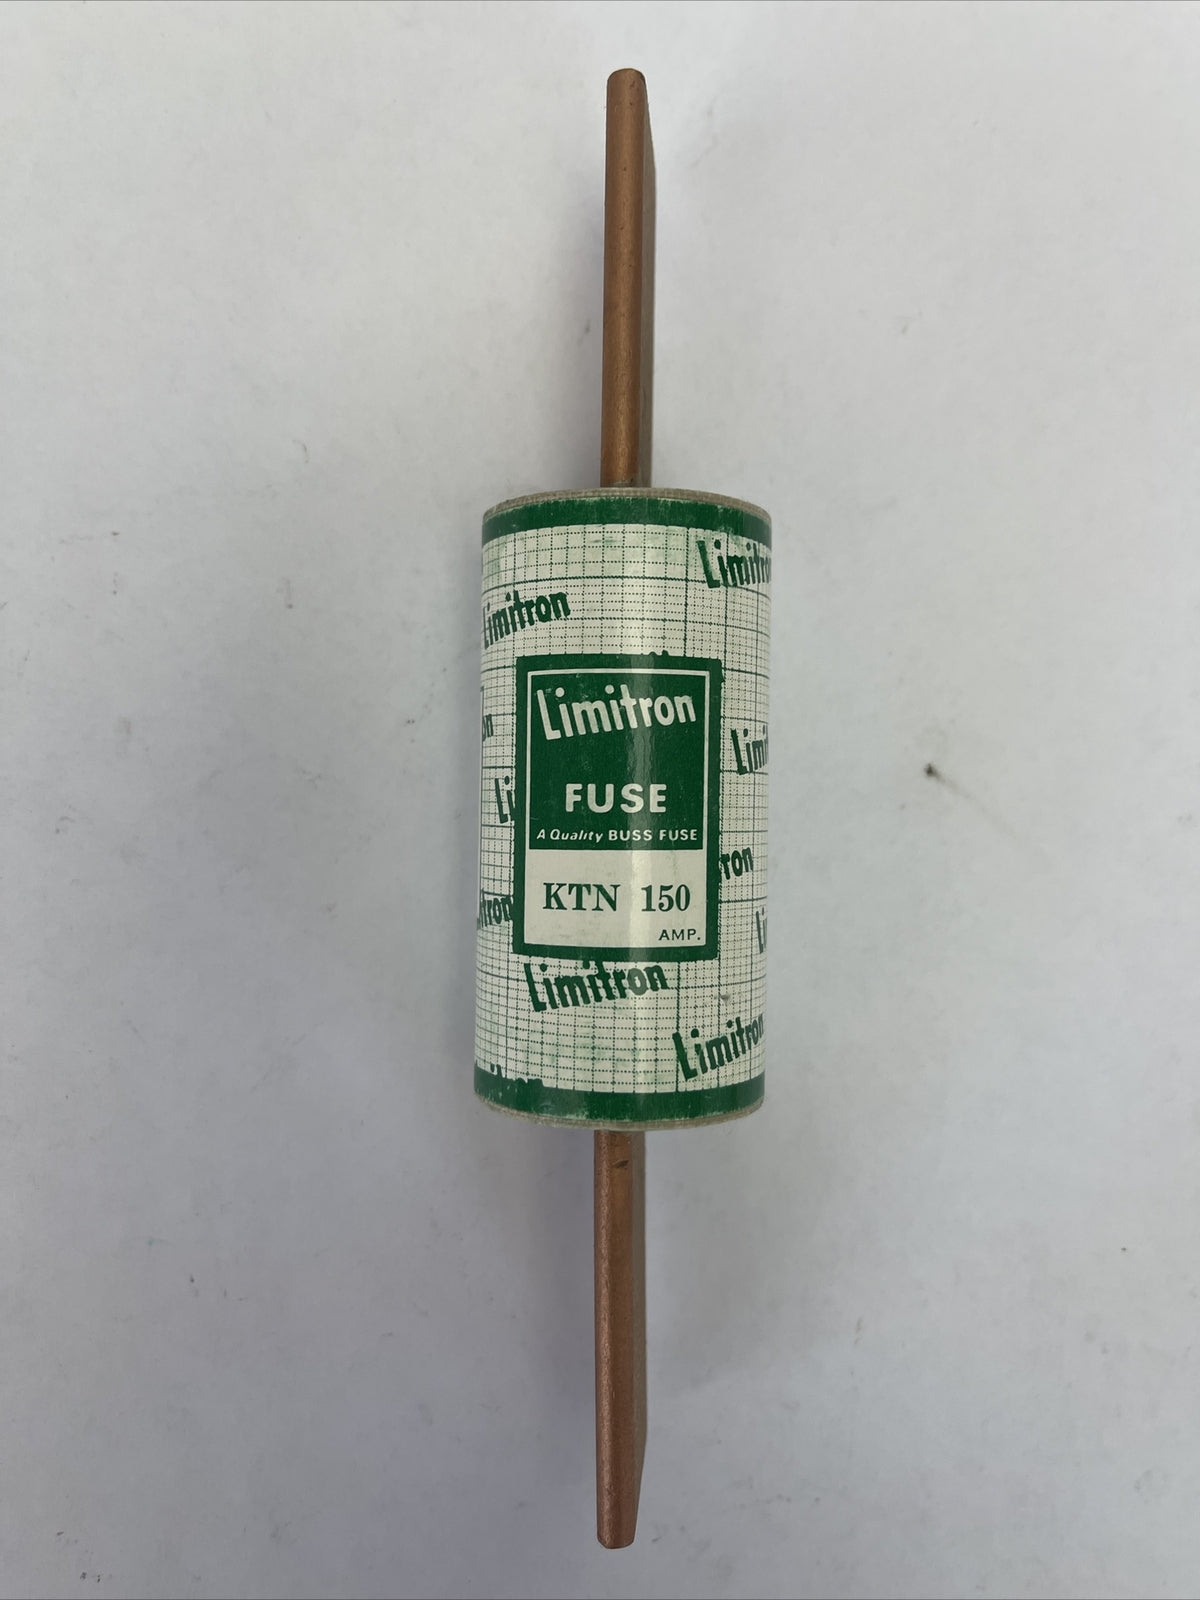 Limitron
Limitron
Limitron
FUSE
A Quality BUSS FUSE
KTN 150
AMP.
Limitron
Limitron